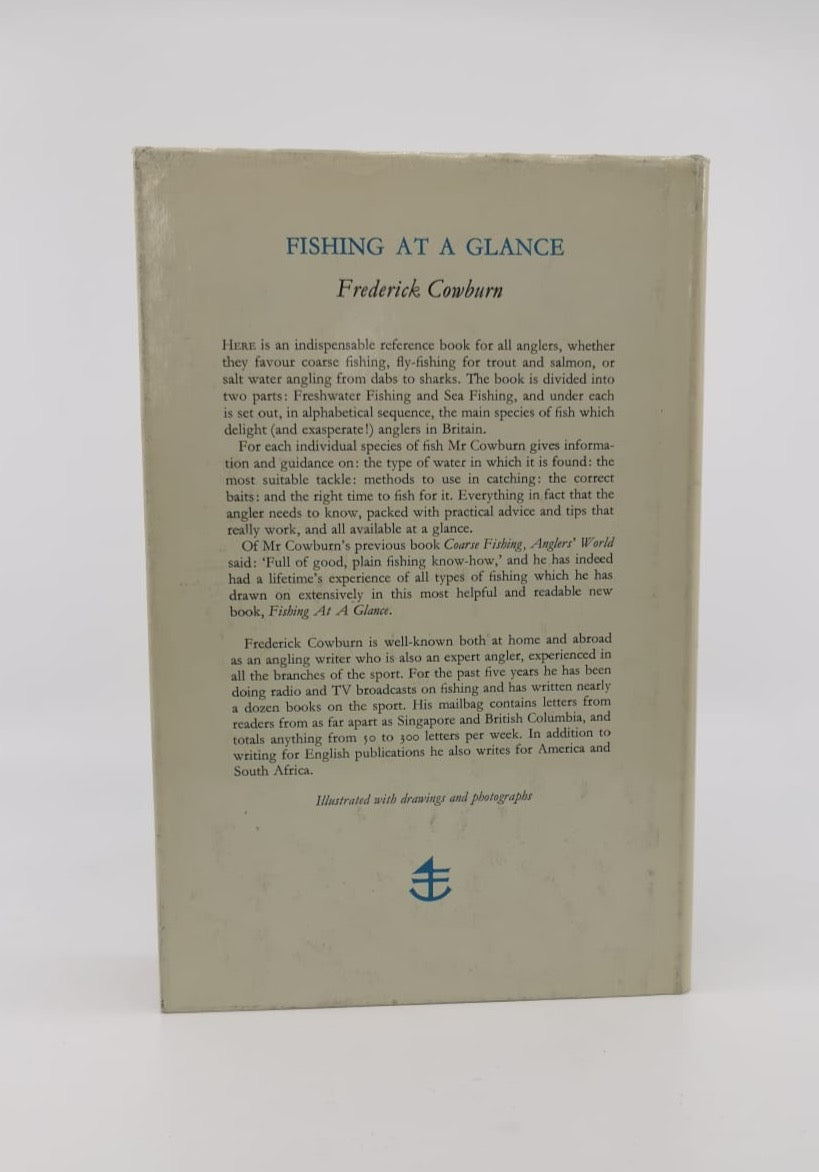 FISHING AT A GLANCE
Frederick Cowburn
HERE is an indispensable reference book for all anglers, whether
they favour coarse fishing, fly-fishing for trout and salmon, or
salt water angling from dabs to sharks. The book is divided into
two parts: Freshwater Fishing and Sea Fishing, and under each
is set out, in alphabetical sequence, the main species of fish which
delight (and exasperate!) anglers in Britain.
For each individual species of fish Mr Cowburn gives informa-
tion and guidance on: the type of water in which it is found: the
most suitable tackle: methods to use in catching: the correct
baits: and the right time to fish for it. Everything in fact that the
angler needs to know, packed with practical advice and tips that
really work, and all available at a glance.
Of Mr Cowburn's previous book Coarse Fishing, Anglers' World
said: 'Full of good, plain fishing know-how,' and he has indeed
had a lifetime's experience of all types of fishing which he has
drawn on extensively in this most helpful and readable new
book, Fishing At A Glance.
Frederick Cowburn is well-known both at home and abroad
as an angling writer who is also an expert angler, experienced in
all the branches of the sport. For the past five years he has been
doing radio and TV broadcasts on fishing and has written nearly
a dozen books on the sport. His mailbag contains letters from
readers from as far apart as Singapore and British Columbia, and
totals anything from 50 to 300 letters per week. In addition to
writing for English publications he also writes for America and
South Africa.
Illustrated with drawings and photographs